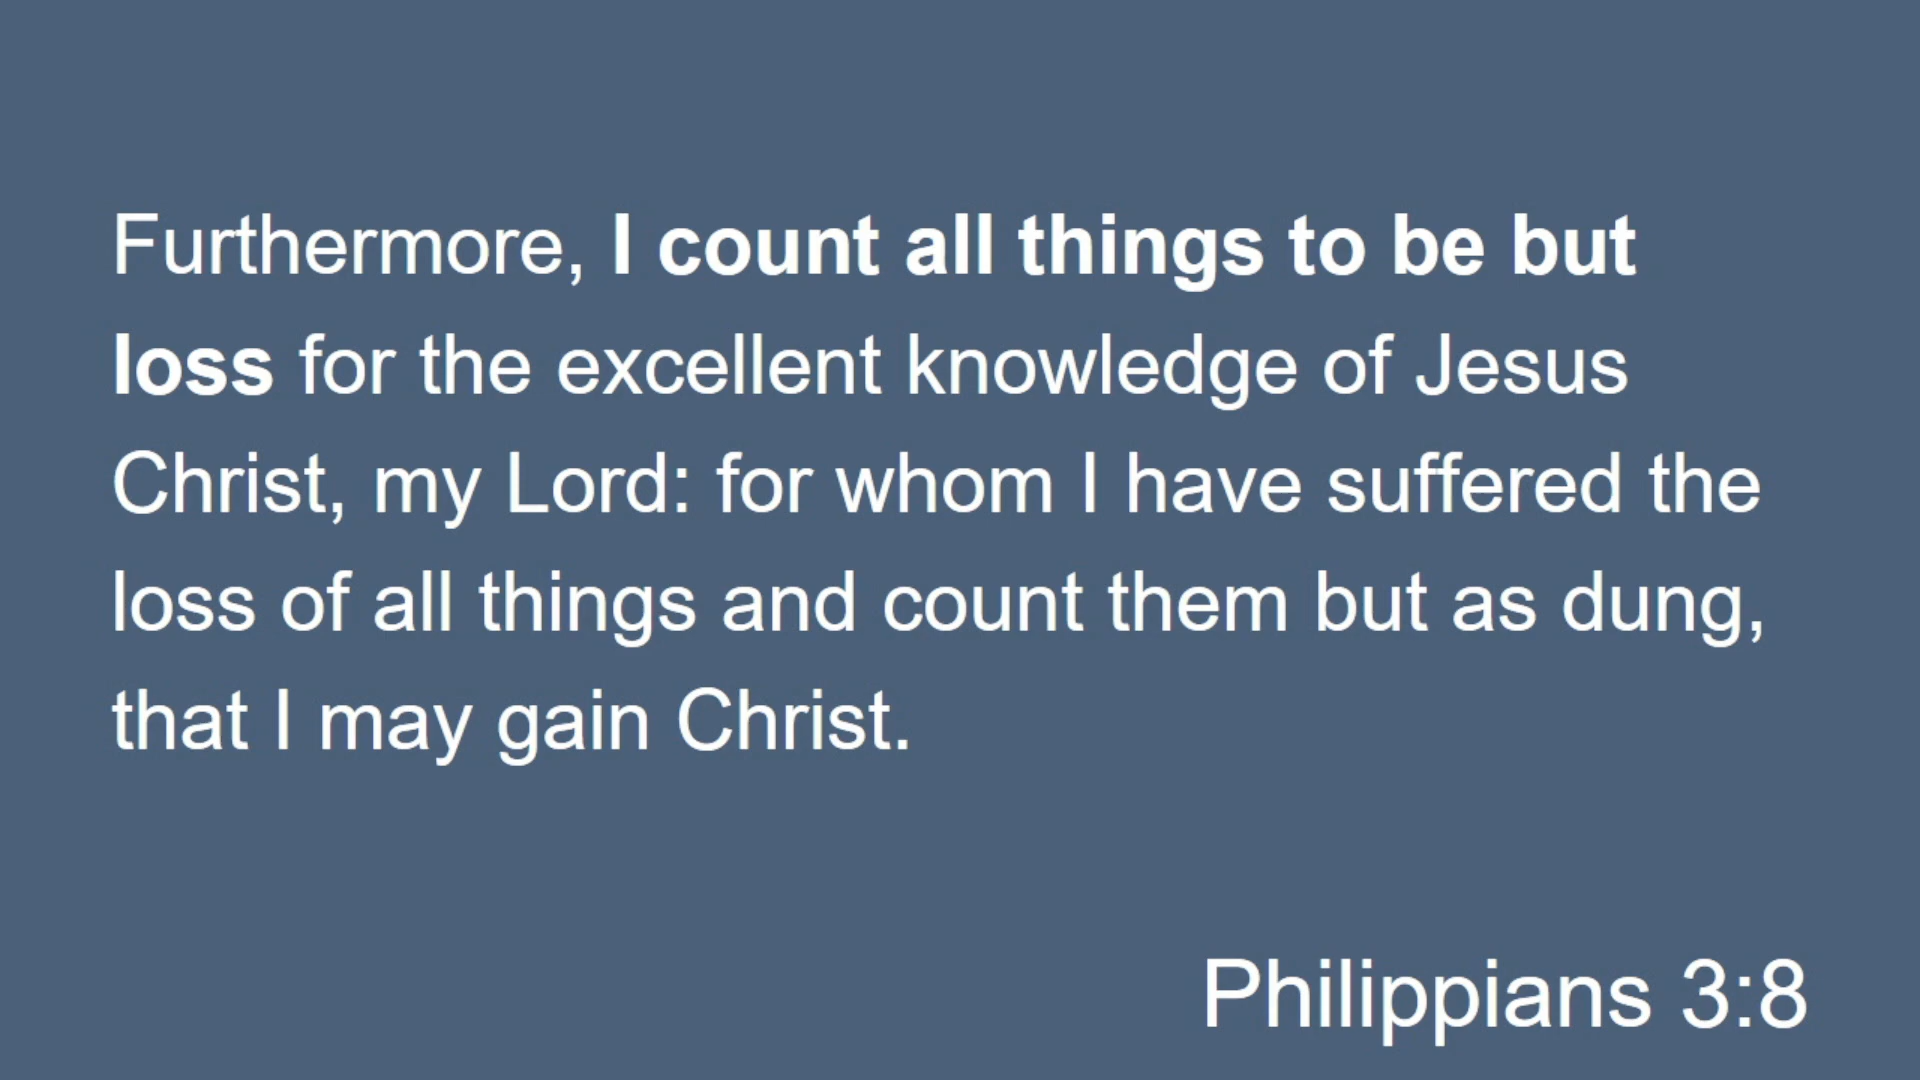 Furthermore, I count all things to be but
loss for the excellent knowledge of Jesus
Christ, my Lord: for whom I have suffered the
loss of all things and count them but as dung,
that I may gain Christ.
Philippians 3:8